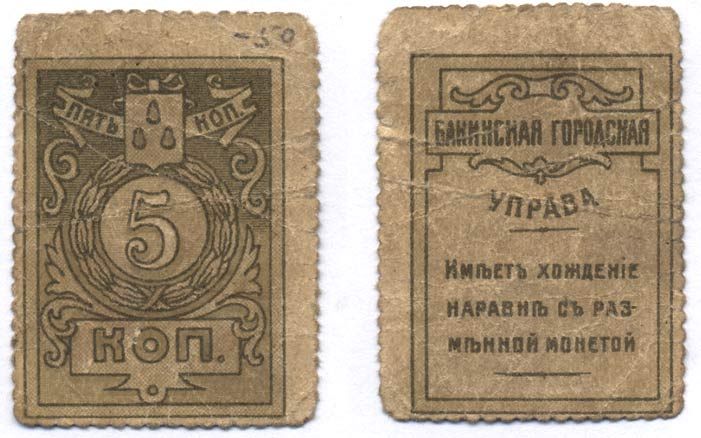 -50
ПЯТЬ КОП.
5
КОП.
БАКИНСКАЯ ГОРОДСКАЯ
УПРАВА
Имѣетъ хожденіе
наравнѣ съ раз-
мѣнной монетой